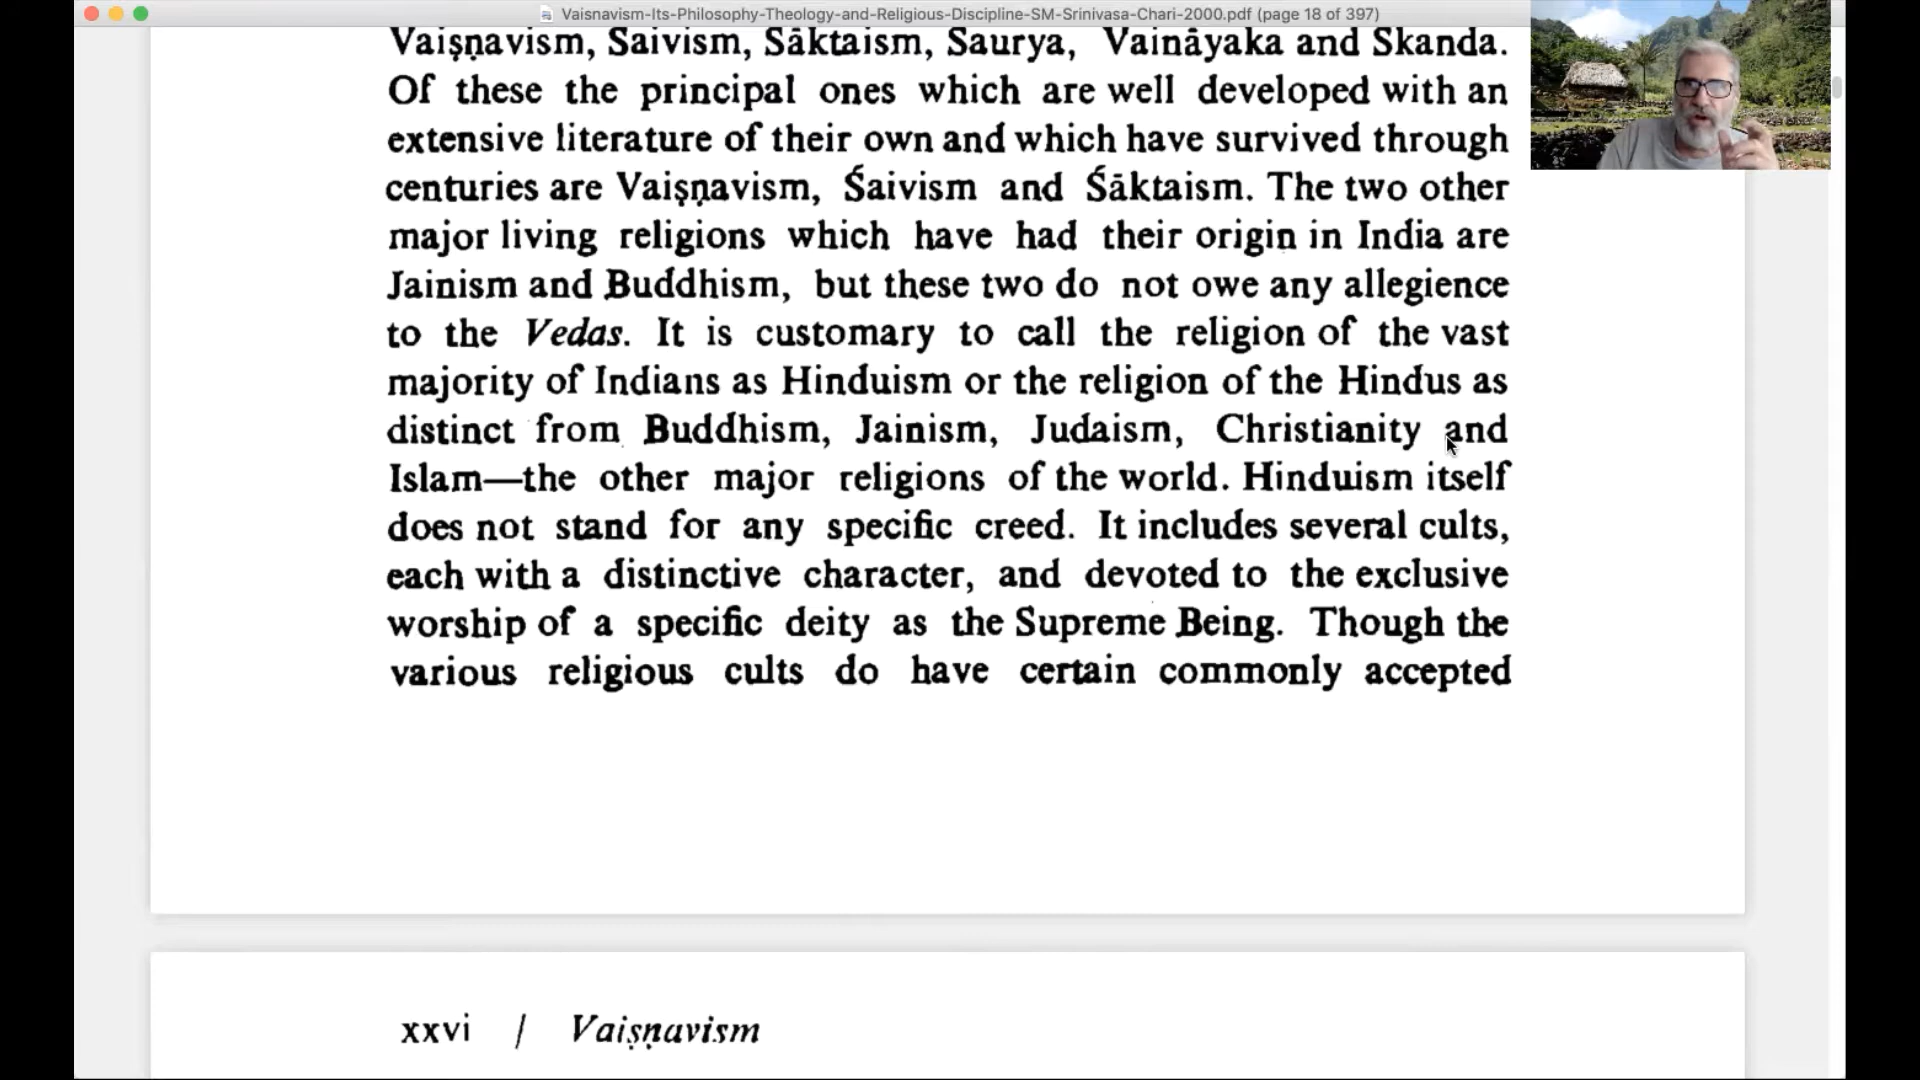 Vaisnavism-Its-Philosophy-Theology-and-Religious-Discipline-SM-Srinivasa-Chari-2000.pdf (page 18 of 397)
Vaiṣṇavism, Śaivism, Śāktaism, Saurya, Vaināyaka and Skanda.
Of these the principal ones which are well developed with an
extensive literature of their own and which have survived through
centuries are Vaiṣṇavism, Śaivism and Śāktaism. The two other
major living religions which have had their origin in India are
Jainism and Buddhism, but these two do not owe any allegience
to the Vedas. It is customary to call the religion of the vast
majority of Indians as Hinduism or the religion of the Hindus as
distinct from Buddhism, Jainism, Judaism, Christianity and
Islam—the other major religions of the world. Hinduism itself
does not stand for any specific creed. It includes several cults,
each with a distinctive character, and devoted to the exclusive
worship of a specific deity as the Supreme Being. Though the
various religious cults do have certain commonly accepted
xxvi / Vaiṣṇavism